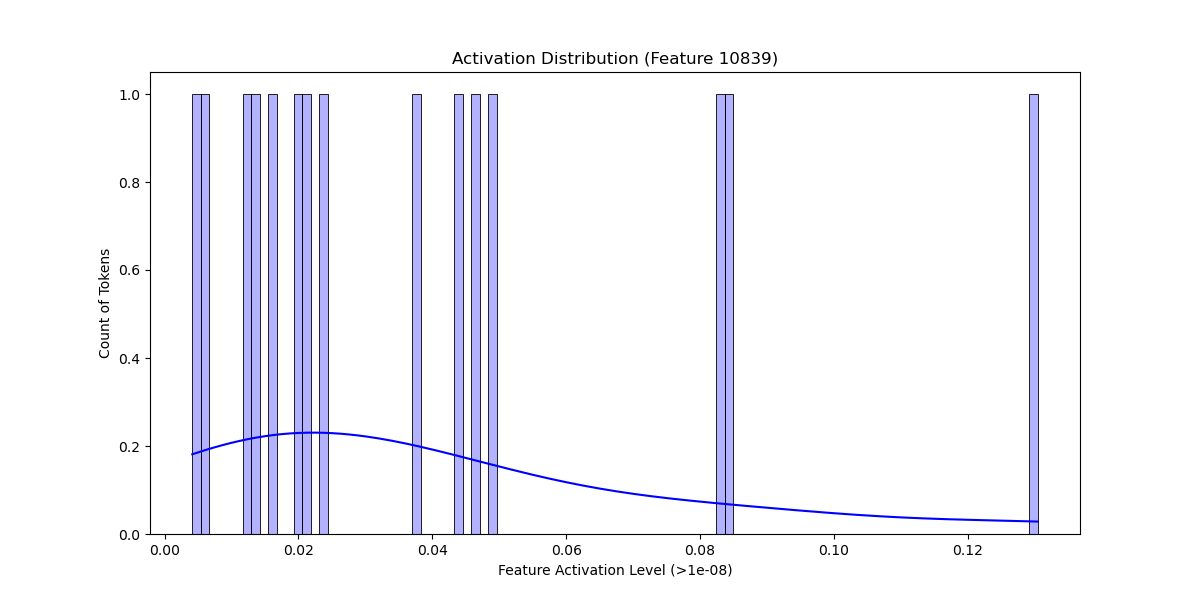 Activation Distribution (Feature 10839)
1.0
0.8
0.6
0.4
0.2
0.0
Count of Tokens
0.00 0.02 0.04 0.06 0.08 0.10 0.12
Feature Activation Level (>1e-08)